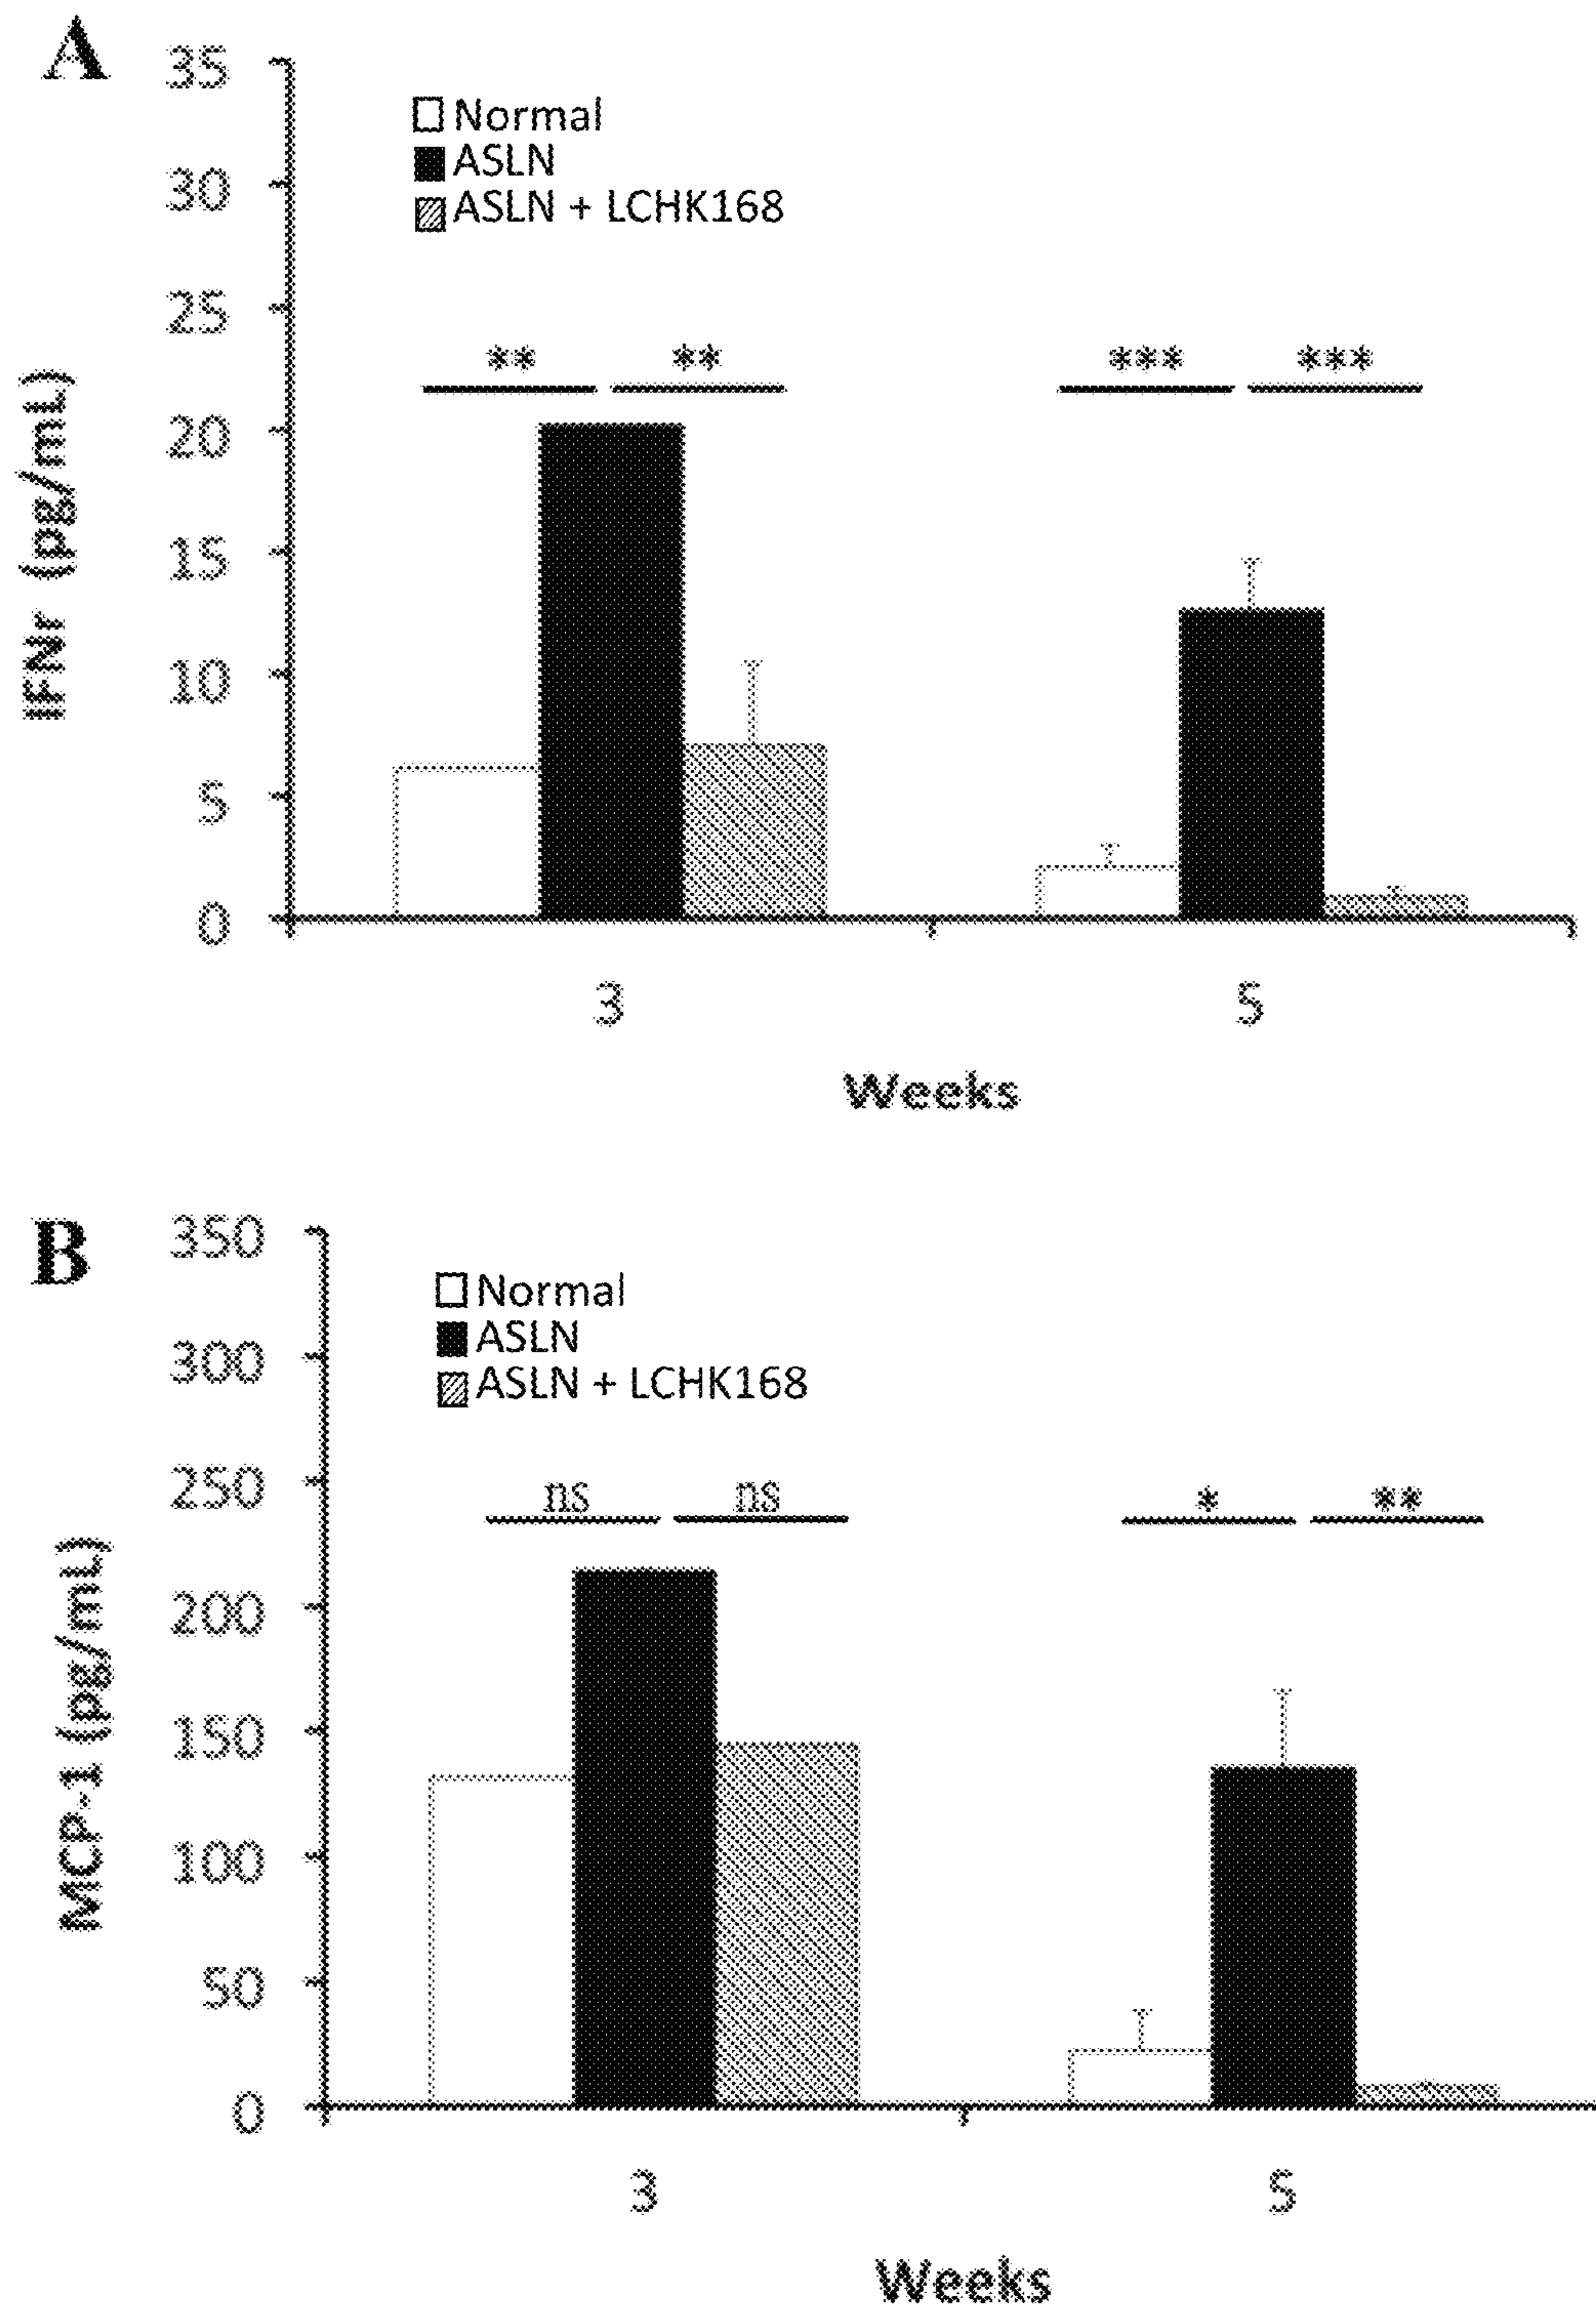 A
35
30
25
20
15
10
5
0
IFNr (pg/mL)
Normal
ASLN
ASLN + LCHK168
** ** *** ***
3 5
Weeks
B
350
300
250
200
150
100
50
0
MCP-1 (pg/mL)
Normal
ASLN
ASLN + LCHK168
ns ns * **
3 5
Weeks